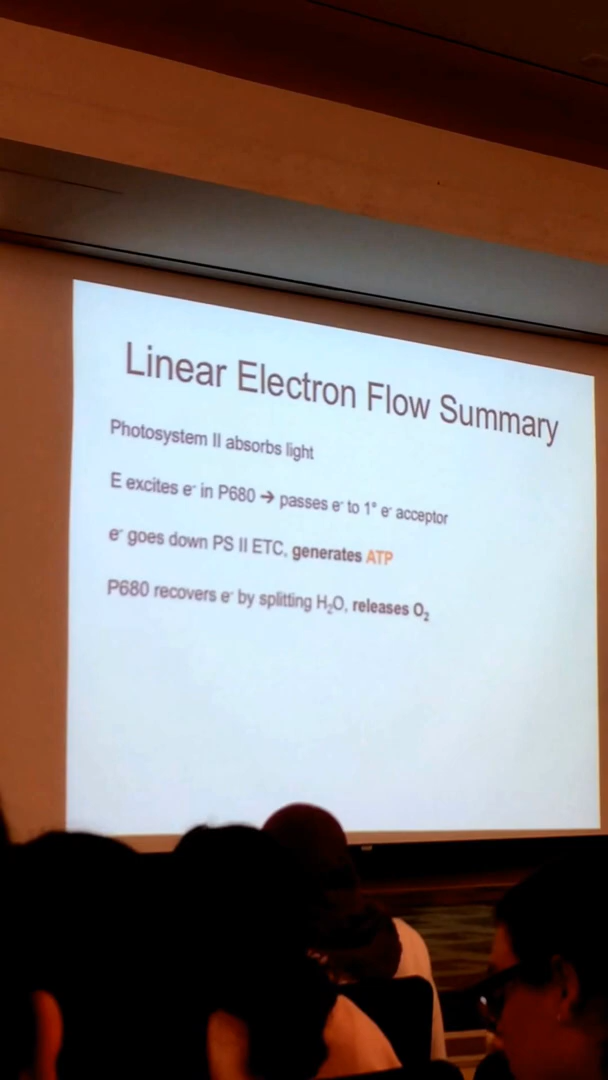 Linear Electron Flow Summary
Photosystem II absorbs light
E excites e⁻ in P680 → passes e⁻ to 1° e⁻ acceptor
e⁻ goes down PS II ETC, generates ATP
P680 recovers e⁻ by splitting H₂O, releases O₂